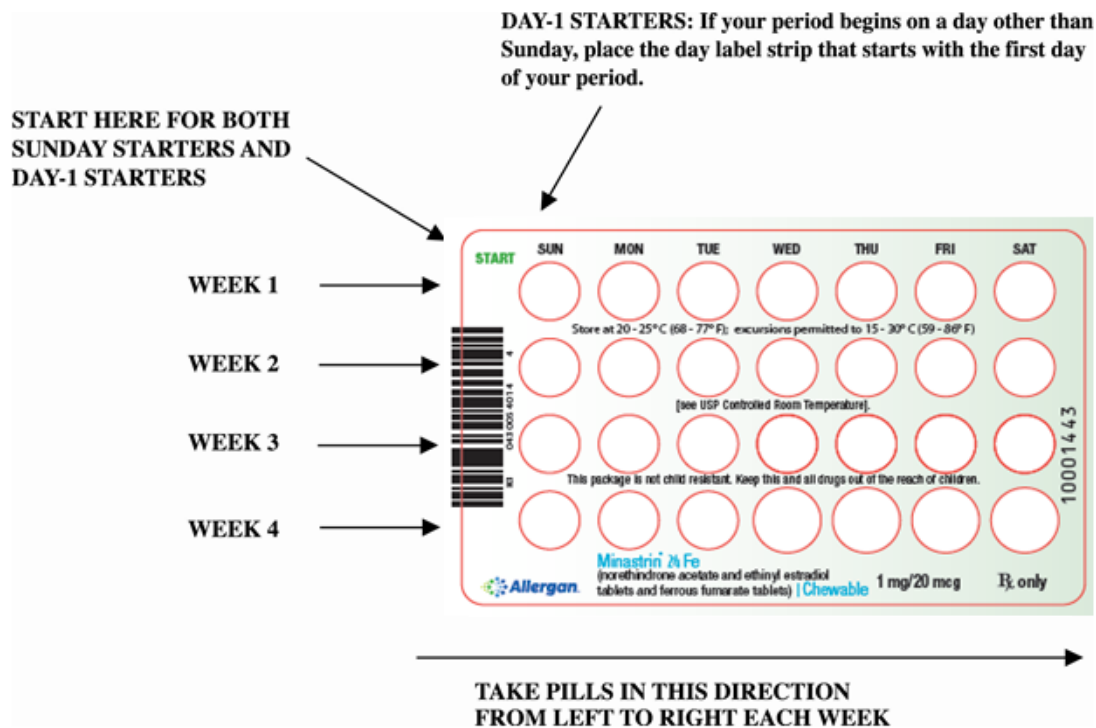 DAY-1 STARTERS: If your period begins on a day other than
Sunday, place the day label strip that starts with the first day
of your period.
START HERE FOR BOTH
SUNDAY STARTERS AND
DAY-1 STARTERS
START SUN MON TUE WED THU FRI SAT
WEEK 1
Store at 20 - 25° C (68 - 77° F); excursions permitted to 15 - 30° C (59 - 86° F)
WEEK 2
[see USP Controlled Room Temperature].
WEEK 3
This package is not child resistant. Keep this and all drugs out of the reach of children.
WEEK 4
4
043 0005 4014
10001443
Minastrin® 24 Fe
(norethindrone acetate and ethinyl estradiol
tablets and ferrous fumarate tablets) | Chewable 1 mg/20 mcg ℞ only
Allergan.
TAKE PILLS IN THIS DIRECTION
FROM LEFT TO RIGHT EACH WEEK